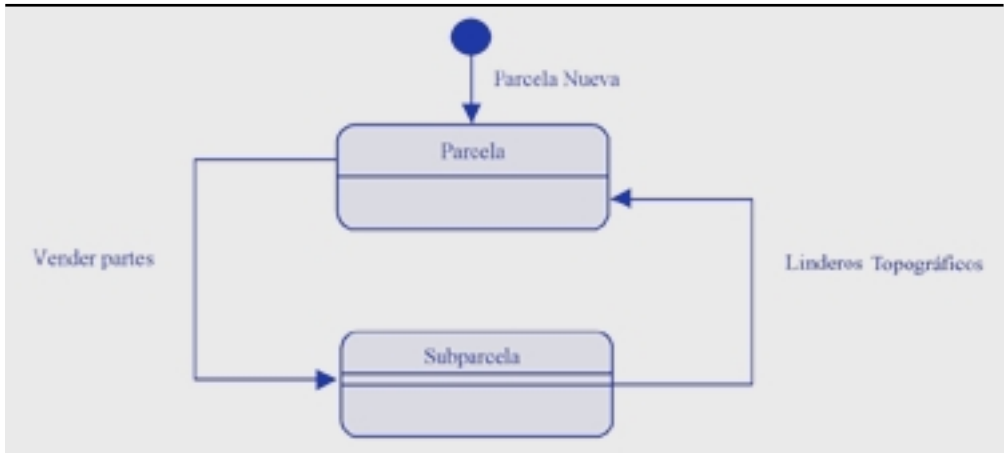 Parcela Nueva
Parcela
Vender partes
Linderos Topográficos
Subparcela